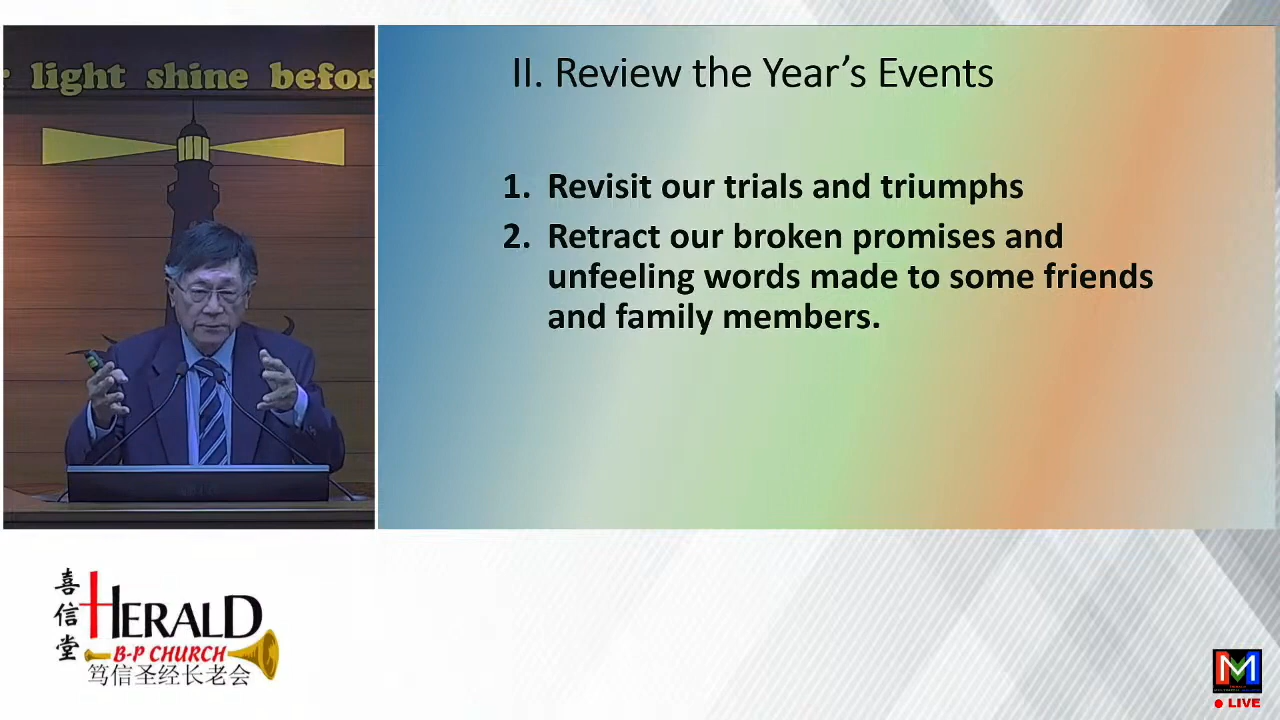 light shine befor
II. Review the Year’s Events
1. Revisit our trials and triumphs
2. Retract our broken promises and
unfeeling words made to some friends
and family members.
喜信堂
HERALD
B-P CHURCH
笃信圣经长老会
M
LIVE